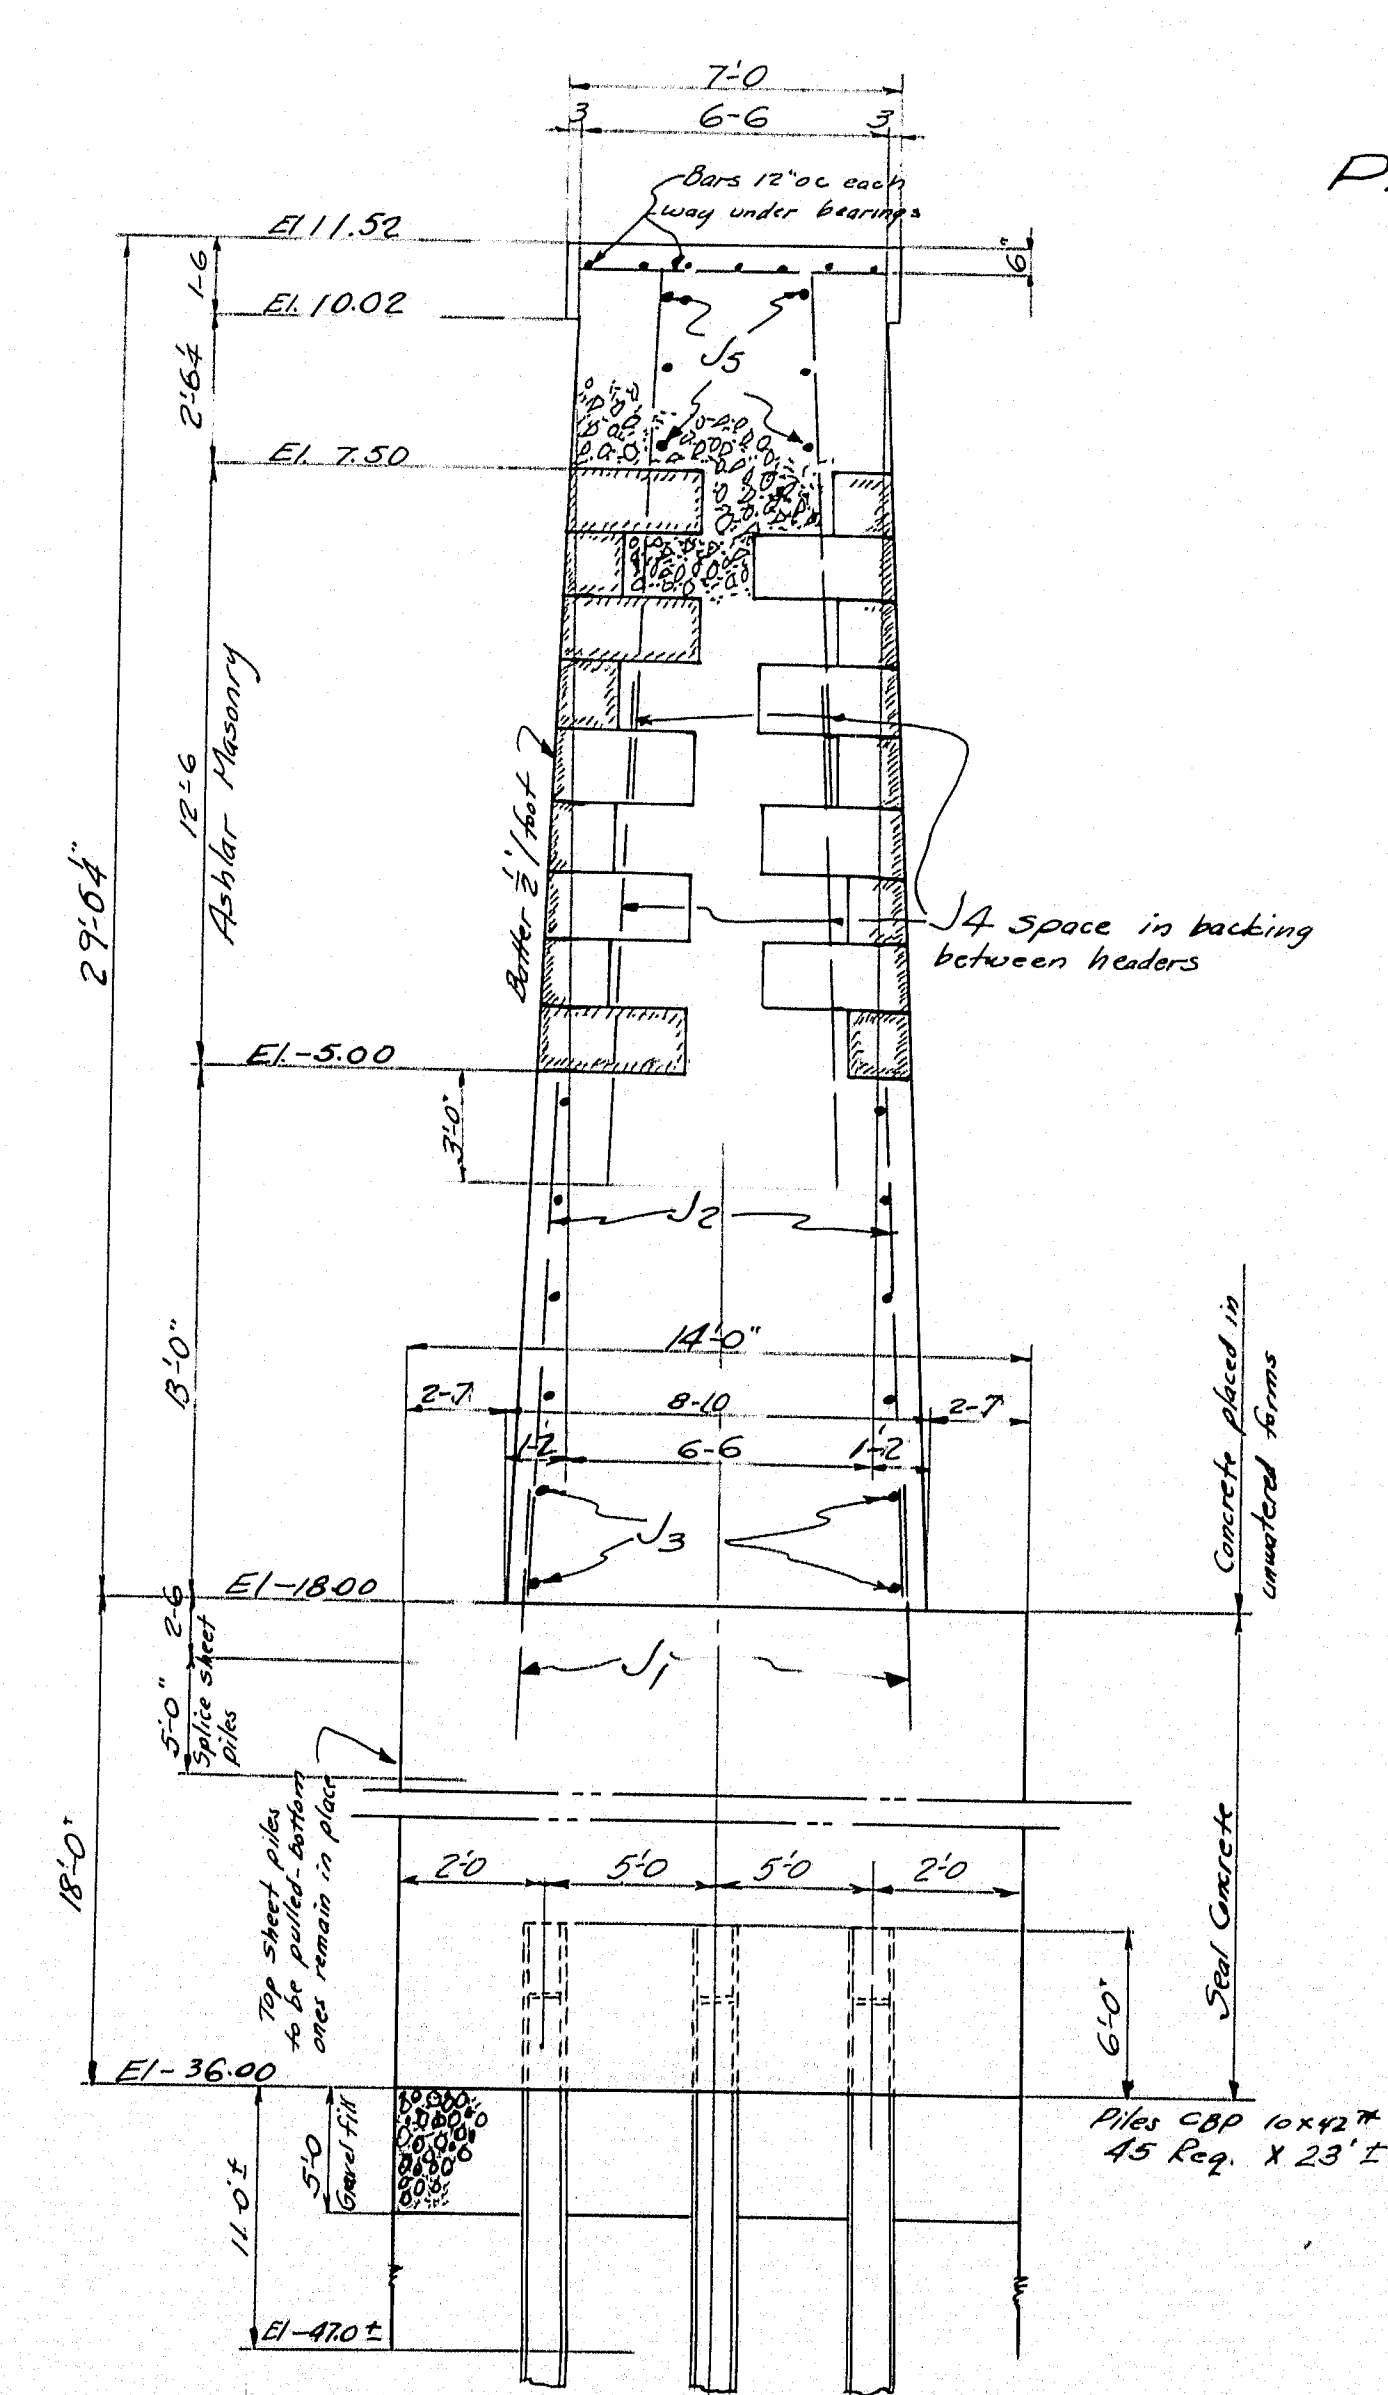 7'-0
3
6-6
3
Bars 12"oc each
way under bearings
El 11.52
1-6
6"
El. 10.02
J5
2'-6¼
El. 7.50
Ashlar Masonry
12'-6
29'-6¼"
Batter ½"/foot
J4 space in backing
between headers
El.-5.00
3'-0"
J2
13'-0"
14'-0"
2-7
8-10
2-7
1-2
6-6
1'-2
Concrete placed in
unwatered forms
J3
El-18.00
2-6
J1
5'-0"
Splice sheet
piles
Top sheet piles
to be pulled-bottom
ones remain in place
18'-0"
2'-0
5'-0
5'-0
2'-0
Seal Concrete
6'-0"
El-36.00
Piles CBP 10x42#
45 Req. X 23' ±
5'-0
Gravel fill
11'-0"±
El-47.0±